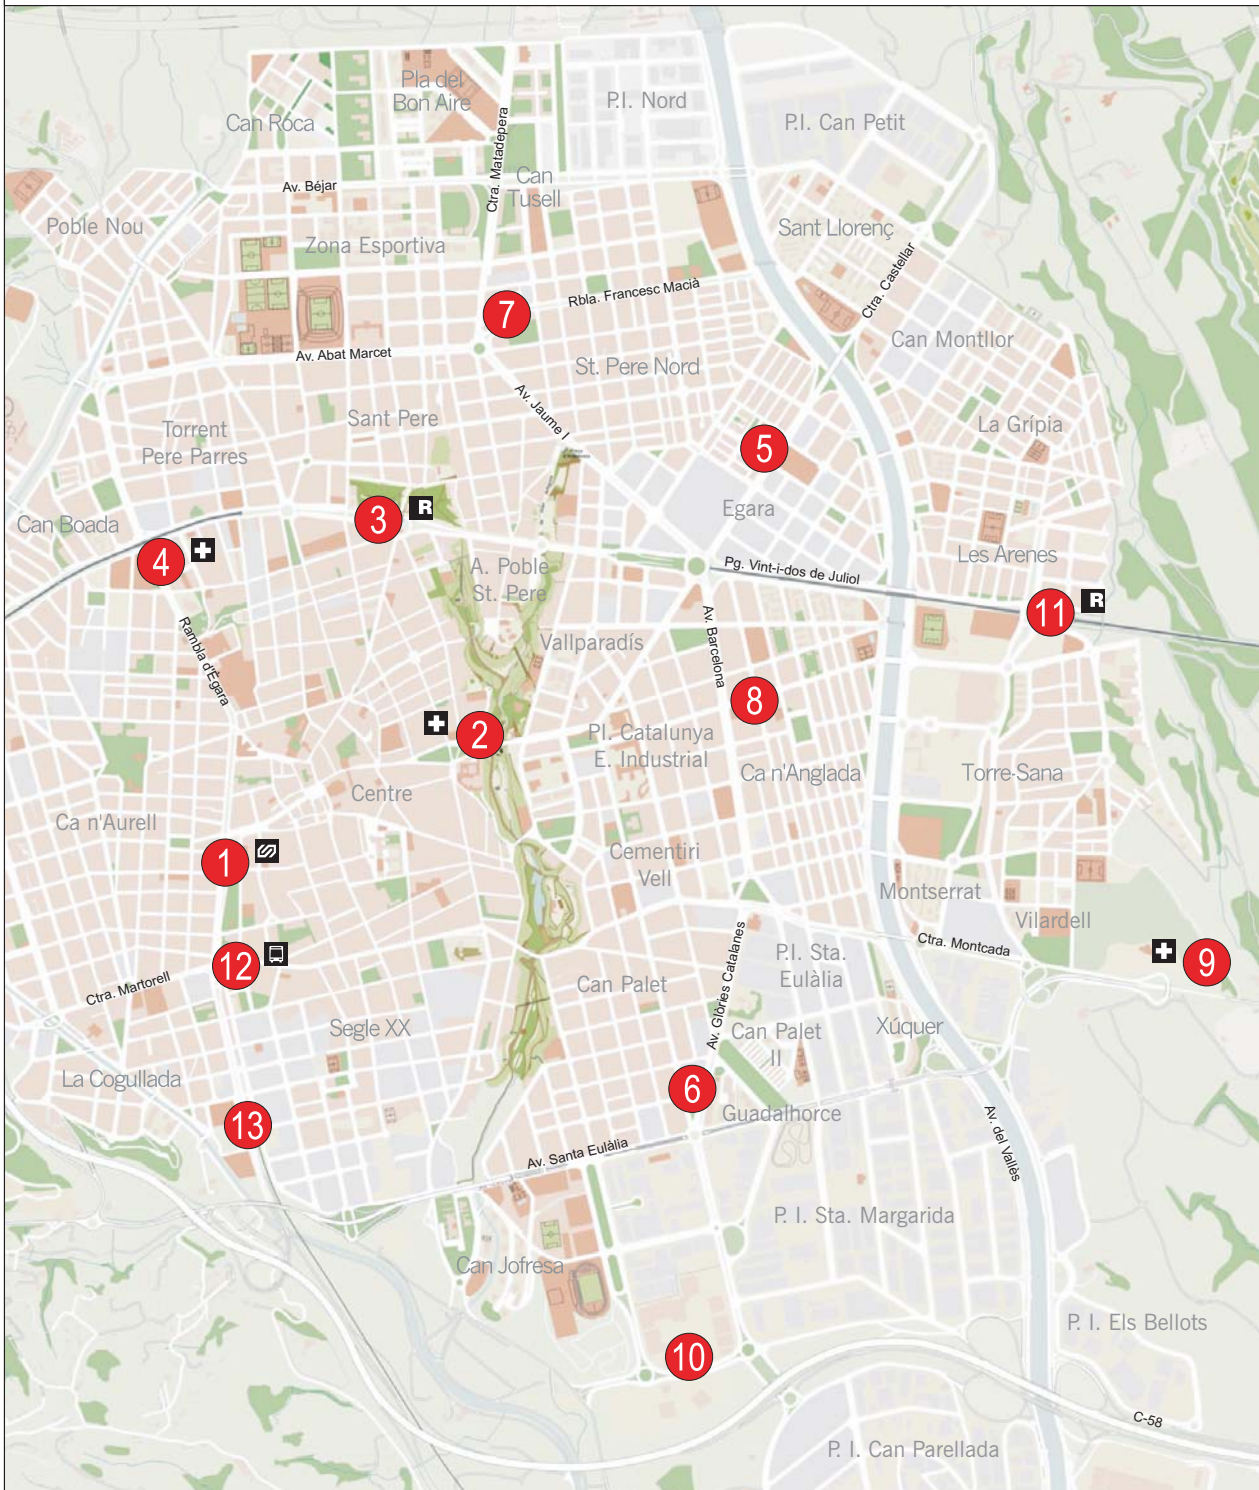 Pla del
Bon Aire
P.I. Nord
Can Roca
P.I. Can Petit
Ctra. Matadepera
Can
Tusell
Av. Béjar
Poble Nou
Zona Esportiva
Sant Llorenç
Ctra. Castellar
Rbla. Francesc Macià
7
Can Montllor
Av. Abat Marcet
St. Pere Nord
Av. Jaume I
Sant Pere
Torrent
Pere Parres
La Grípia
5
Can Boada
3
R
Egara
4
A. Poble
St. Pere
Les Arenes
Pg. Vint-i-dos de Juliol
11
R
Rambla d'Ègara
Vallparadís
Av. Barcelona
8
2
Pl. Catalunya
E. Industrial
Ca n'Anglada
Torre-Sana
Centre
Ca n'Aurell
1
Cementiri
Vell
Montserrat
Vilardell
Ctra. Montcada
12
9
P.I. Sta.
Eulàlia
Ctra. Martorell
Can Palet
Av. Glòries Catalanes
Segle XX
Can Palet
II
Xúquer
La Cogullada
6
Guadalhorce
13
Av. del Vallès
Av. Santa Eulàlia
P. I. Sta. Margarida
Can Jofresa
P. I. Els Bellots
10
C-58
P. I. Can Parellada